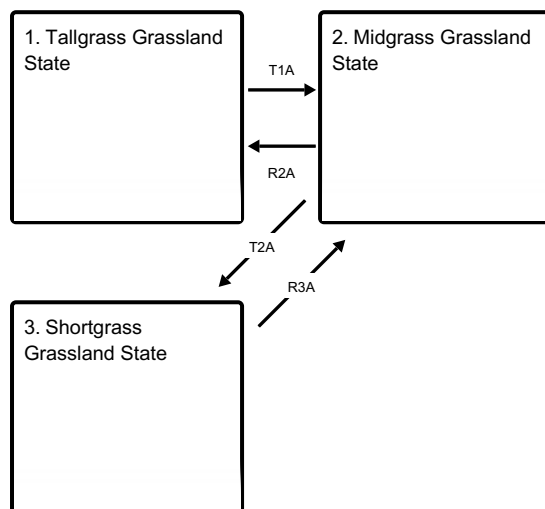 1. Tallgrass Grassland
State
2. Midgrass Grassland
State
T1A
R2A
T2A
R3A
3. Shortgrass
Grassland State